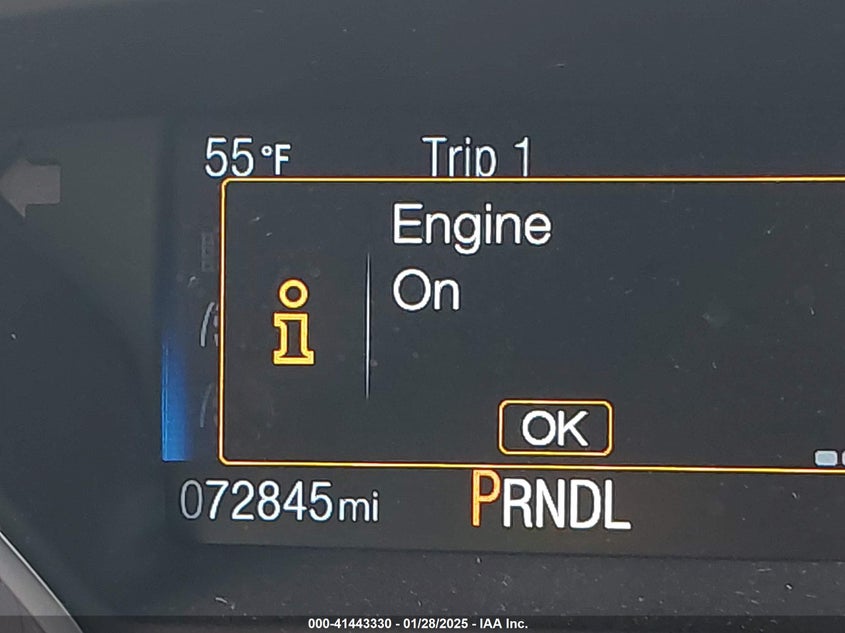 55°F Trip 1
Engine
On
OK
072845mi PRNDL
000-41443330 - 01/28/2025 - IAA Inc.